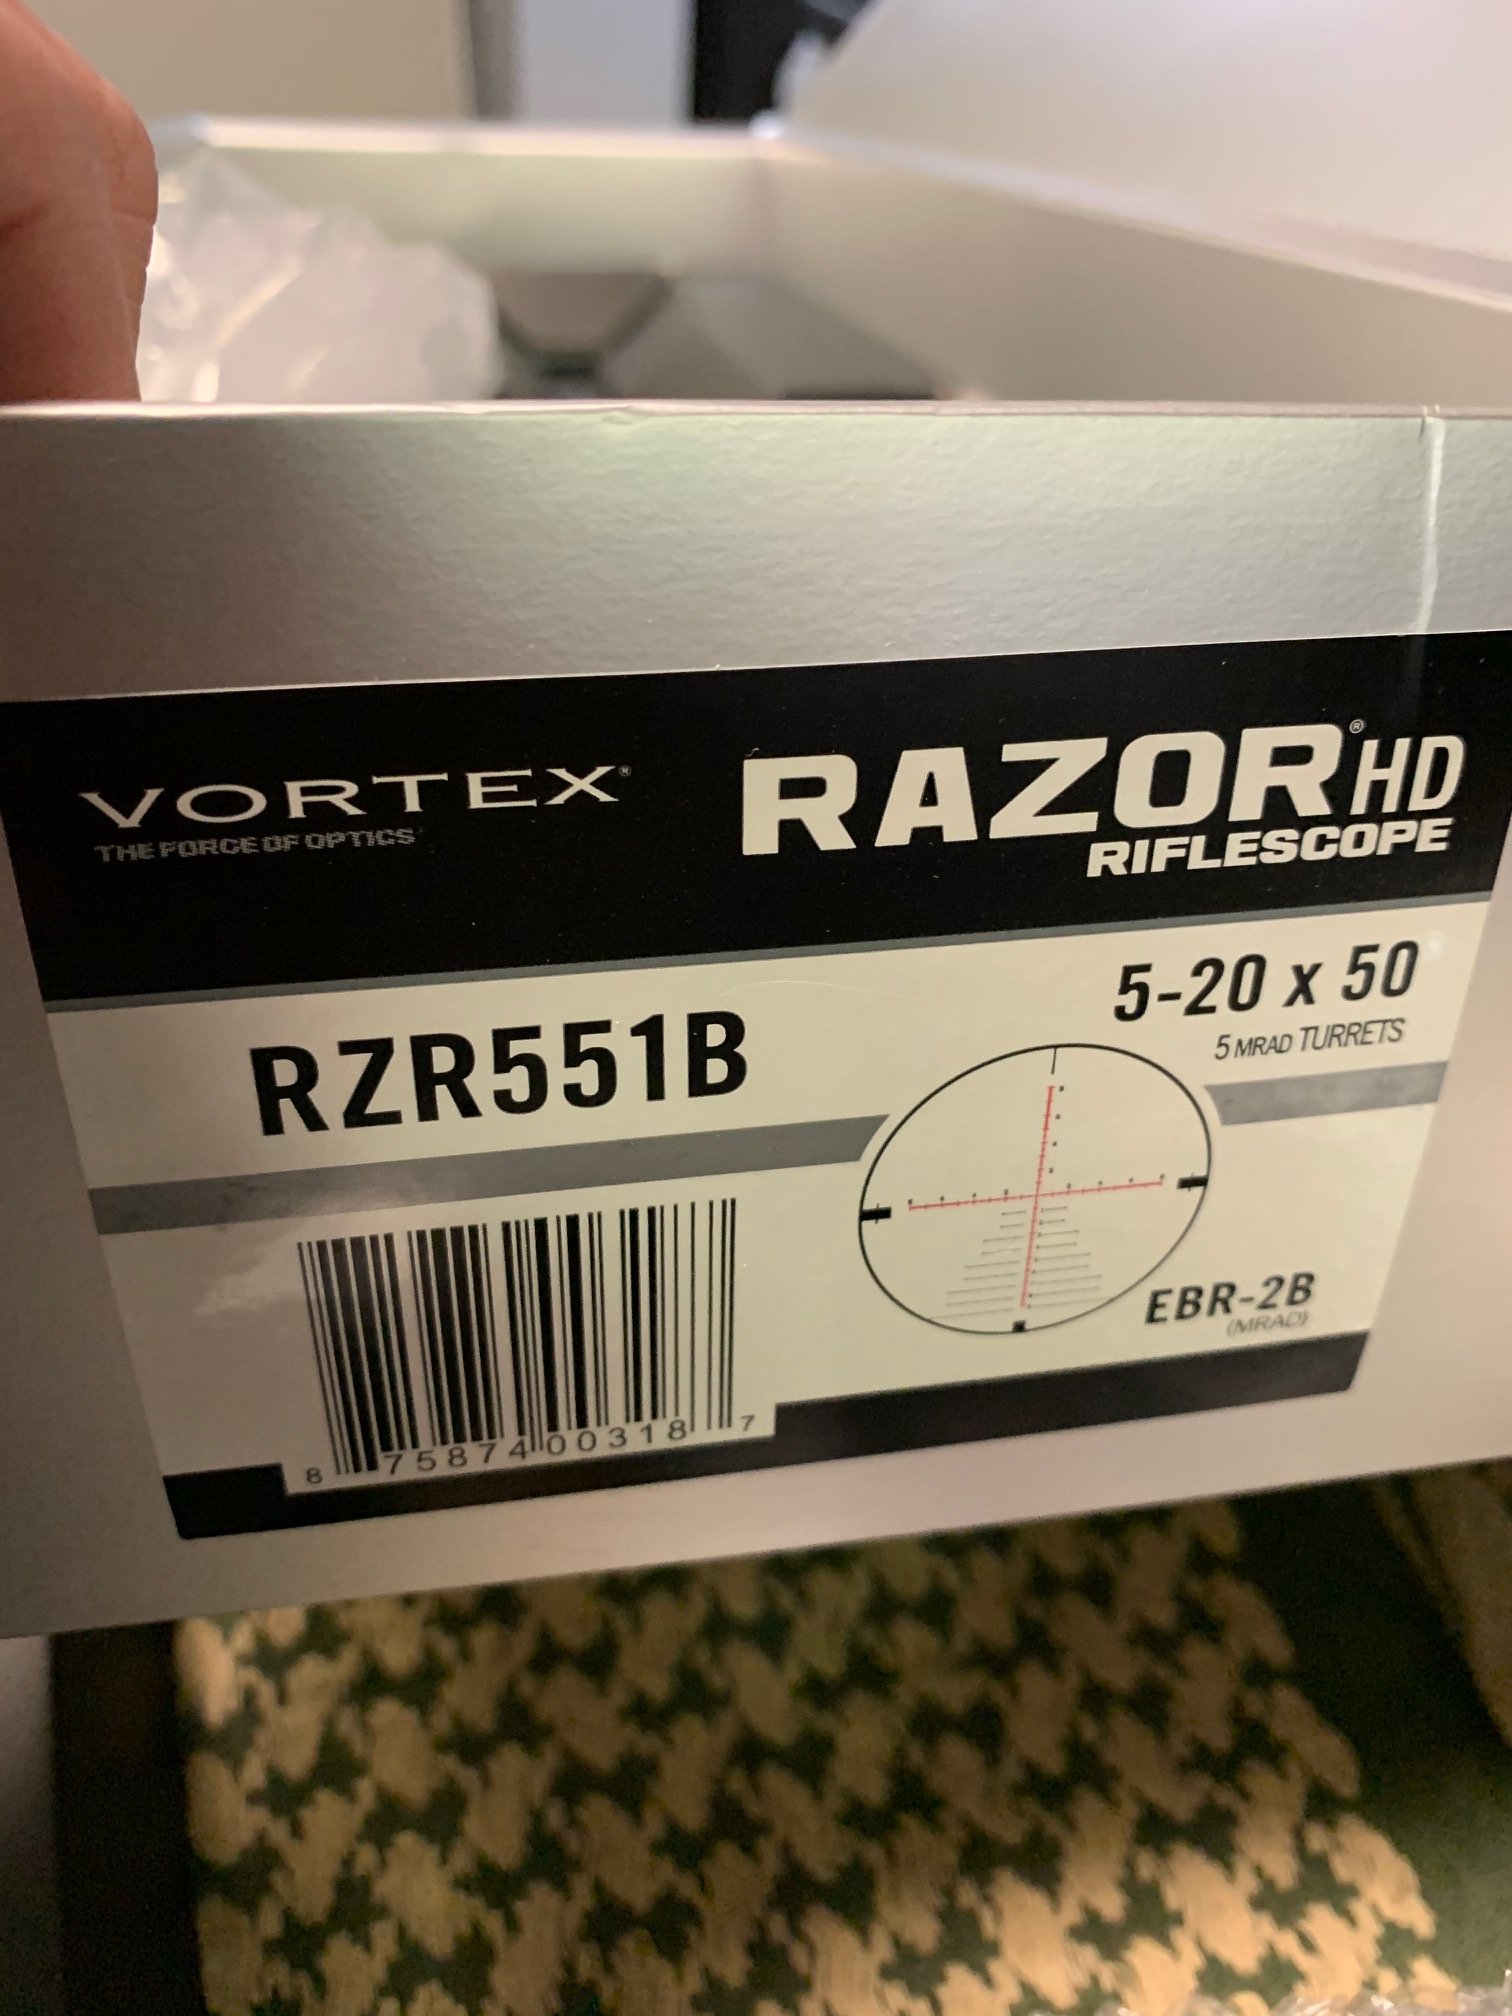 VORTEX®
THE FORCE OF OPTICS
RAZOR® HD
RIFLESCOPE
RZR551B
5-20 x 50
5 MRAD TURRETS
EBR-2B
(MRAD)
8 75874 00318 7